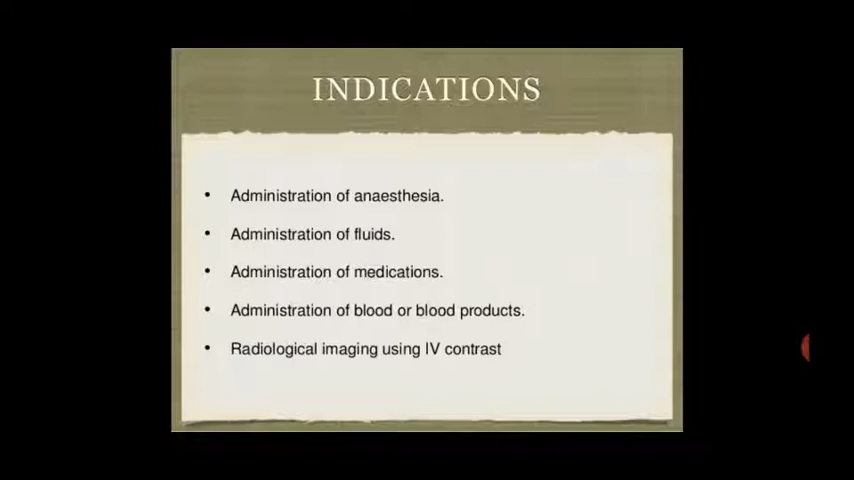 INDICATIONS
• Administration of anaesthesia.
• Administration of fluids.
• Administration of medications.
• Administration of blood or blood products.
• Radiological imaging using IV contrast